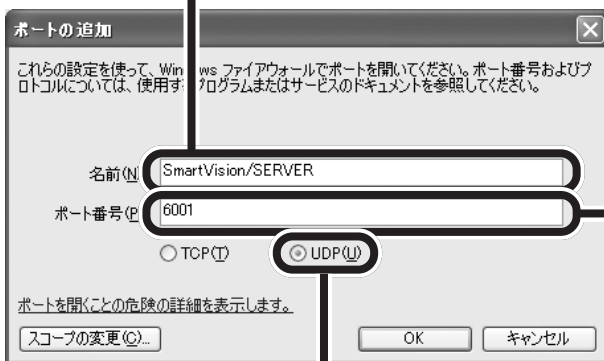 ポートの追加
これらの設定を使って、Win ws ファイアウォールでポートを開いてください。ポート番号およびプ
ロトコルについては、使用す プログラムまたはサービスのドキュメントを参照してください。
名前(N) SmartVision/SERVER
ポート番号(P) 6001
TCP(T) UDP(U)
ポートを開くことの危険の詳細を表示します。
スコープの変更(C)... OK キャンセル